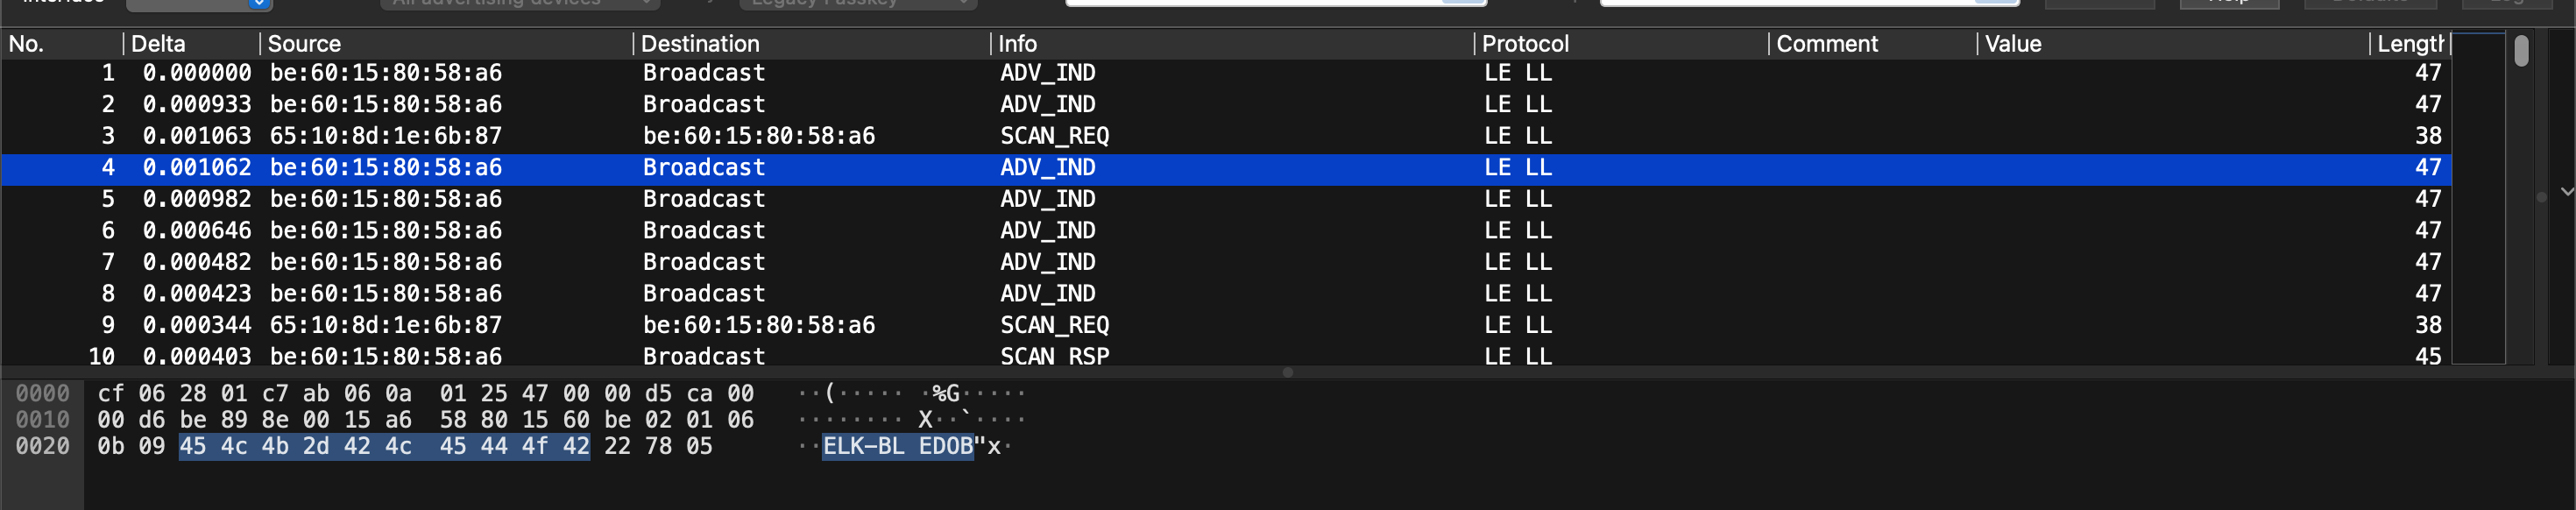 Interface All advertising devices Legacy Passkey Help Defaults Log
No. Delta Source Destination Info Protocol Comment Value Length
1 0.000000 be:60:15:80:58:a6 Broadcast ADV_IND LE LL 47
2 0.000933 be:60:15:80:58:a6 Broadcast ADV_IND LE LL 47
3 0.001063 65:10:8d:1e:6b:87 be:60:15:80:58:a6 SCAN_REQ LE LL 38
4 0.001062 be:60:15:80:58:a6 Broadcast ADV_IND LE LL 47
5 0.000982 be:60:15:80:58:a6 Broadcast ADV_IND LE LL 47
6 0.000646 be:60:15:80:58:a6 Broadcast ADV_IND LE LL 47
7 0.000482 be:60:15:80:58:a6 Broadcast ADV_IND LE LL 47
8 0.000423 be:60:15:80:58:a6 Broadcast ADV_IND LE LL 47
9 0.000344 65:10:8d:1e:6b:87 be:60:15:80:58:a6 SCAN_REQ LE LL 38
10 0.000403 be:60:15:80:58:a6 Broadcast SCAN_RSP LE LL 45
0000 cf 06 28 01 c7 ab 06 0a 01 25 47 00 00 d5 ca 00 ··(····· ·%G·····
0010 00 d6 be 89 8e 00 15 a6 58 80 15 60 be 02 01 06 ········ X··`····
0020 0b 09 45 4c 4b 2d 42 4c 45 44 4f 42 22 78 05 ··ELK-BL EDOB"x·